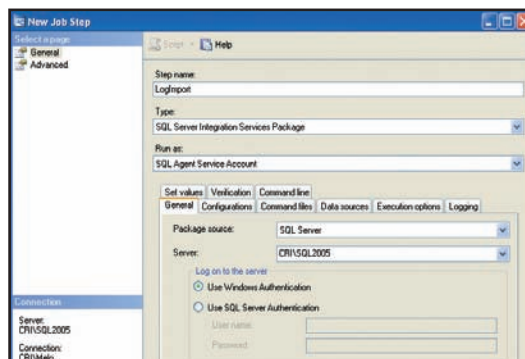 New Job Step
Select a page
General
Advanced
Script
Help
Step name:
LogImport
Type:
SQL Server Integration Services Package
Run as:
SQL Agent Service Account
Set values Verification Command line
General Configurations Command files Data sources Execution options Logging
Package source: SQL Server
Server: CRI\SQL2005
Log on to the server
Use Windows Authentication
Use SQL Server Authentication
User name:
Password:
Connection
Server:
CRI\SQL2005
Connection: